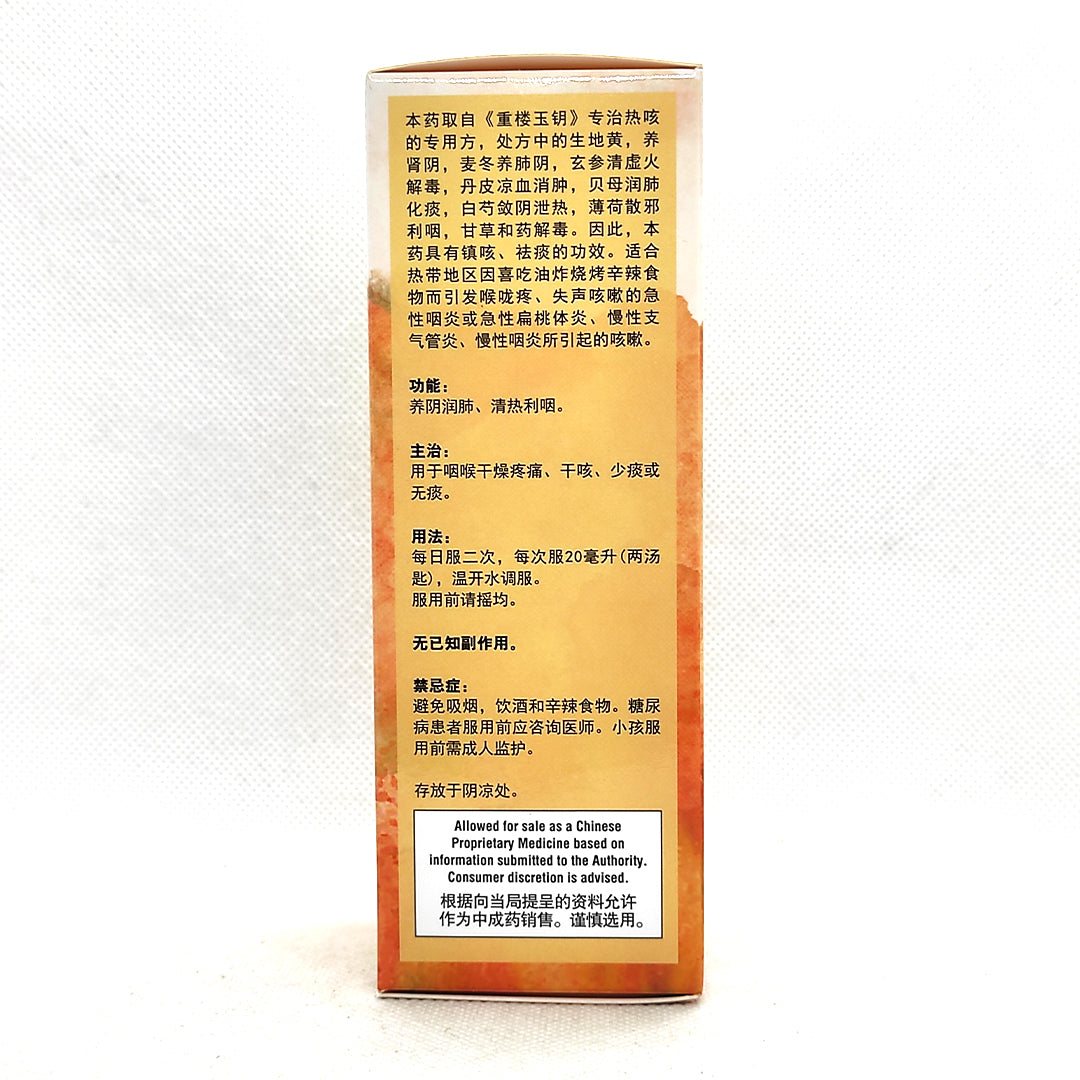 本药取自《重楼玉钥》专治热咳
的专用方，处方中的生地黄，养
肾阴，麦冬养肺阴，玄参清虚火
解毒，丹皮凉血消肿，贝母润肺
化痰，白芍敛阴泄热，薄荷散邪
利咽，甘草和药解毒。因此，本
药具有镇咳、祛痰的功效。适合
热带地区因喜吃油炸烧烤辛辣食
物而引发喉咙疼、失声咳嗽的急
性咽炎或急性扁桃体炎、慢性支
气管炎、慢性咽炎所引起的咳嗽。
功能：
养阴润肺、清热利咽。
主治：
用于咽喉干燥疼痛、干咳、少痰或
无痰。
用法：
每日服二次，每次服20毫升(两汤
匙)，温开水调服。
服用前请摇均。
无已知副作用。
禁忌症：
避免吸烟，饮酒和辛辣食物。糖尿
病患者服用前应咨询医师。小孩服
用前需成人监护。
存放于阴凉处。
Allowed for sale as a Chinese
Proprietary Medicine based on
information submitted to the Authority.
Consumer discretion is advised.
根据向当局提呈的资料允许
作为中成药销售。谨慎选用。